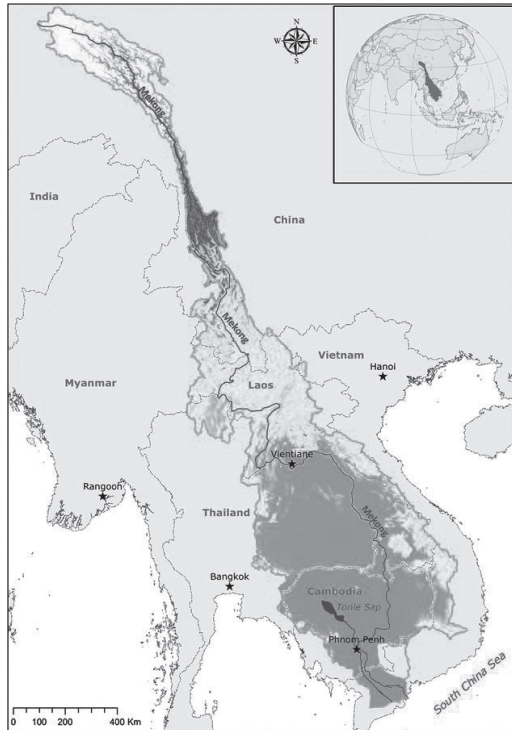 N
W E
S
Mekong
India
China
Mekong
Vietnam
Hanoi
Myanmar
Laos
Vientiane
Rangoon
Thailand
Mekong
Bangkok
Cambodia
Tonle Sap
Phnom Penh
South China Sea
0 100 200 400 KM